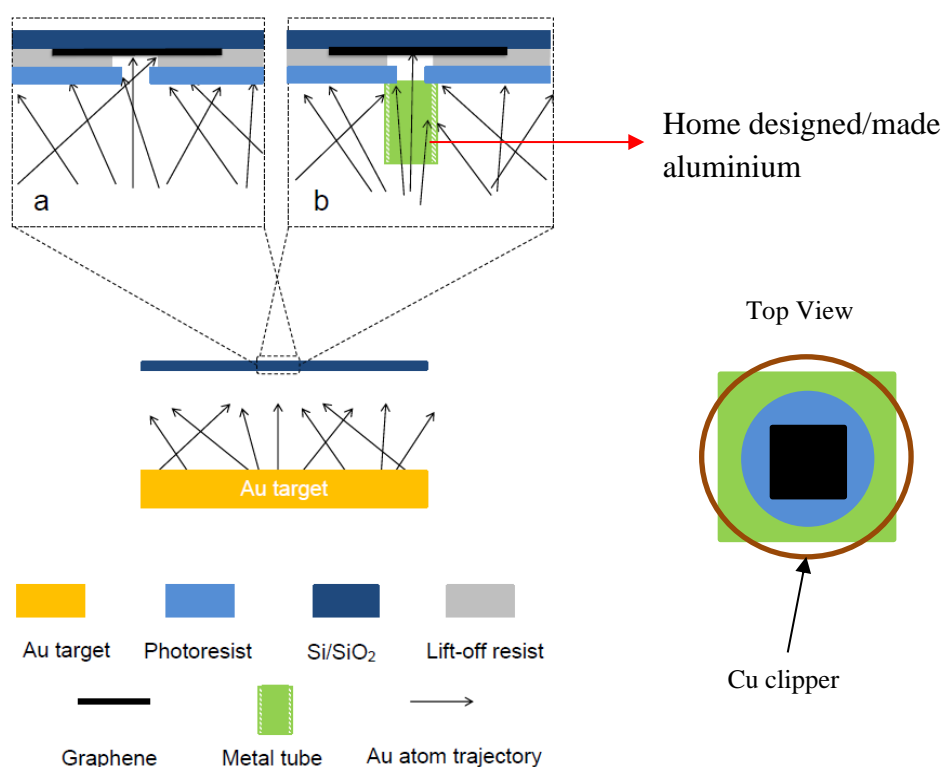 a
b
Home designed/made
aluminium
Top View
Au target
Cu clipper
Au target
Photoresist
Si/SiO₂
Lift-off resist
Graphene
Metal tube
Au atom trajectory